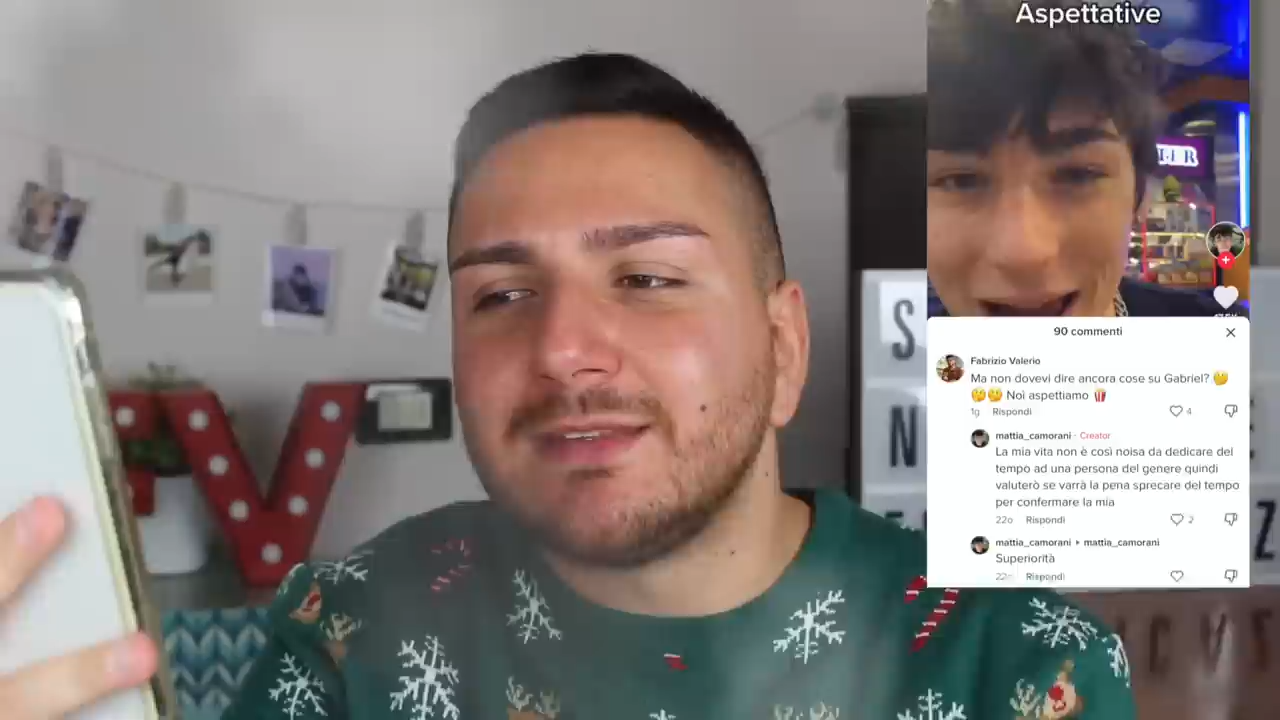 Aspettative
90 commenti
Fabrizio Valerio
Ma non dovevi dire ancora cose su Gabriel? 🤔
🤔🤔 Noi aspettiamo 🍿
1g Rispondi 4
mattia_camorani · Creator
La mia vita non è così noisa da dedicare del
tempo ad una persona del genere quindi
valuterò se varrà la pena sprecare del tempo
per confermare la mia
22o Rispondi 2
mattia_camorani ▸ mattia_camorani
Superiorità
22o Rispondi
S
N
V